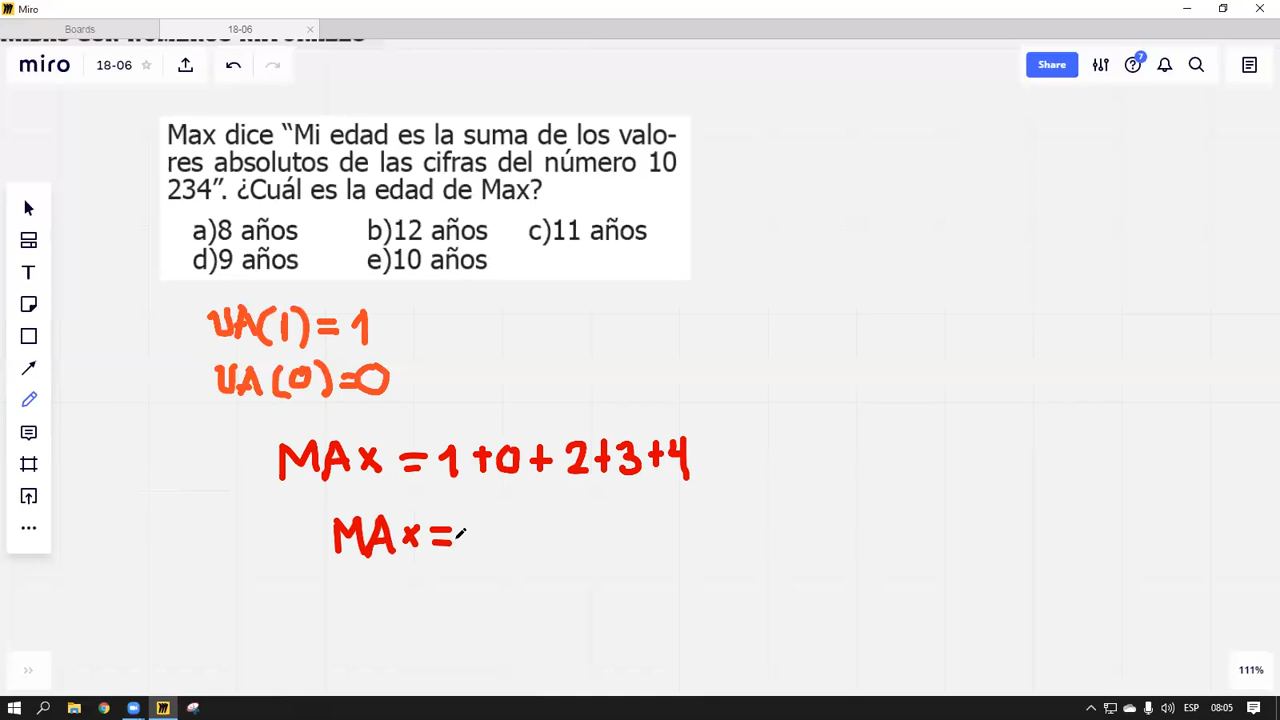 Miro
Boards
18-06
miro
18-06
Share
7
Max dice “Mi edad es la suma de los valo-
res absolutos de las cifras del número 10
234”. ¿Cuál es la edad de Max?
a)8 años b)12 años c)11 años
d)9 años e)10 años
VA(1)=1
VA(0)=0
MAx =1+0+2+3+4
MAx=
111%
ESP 08:05